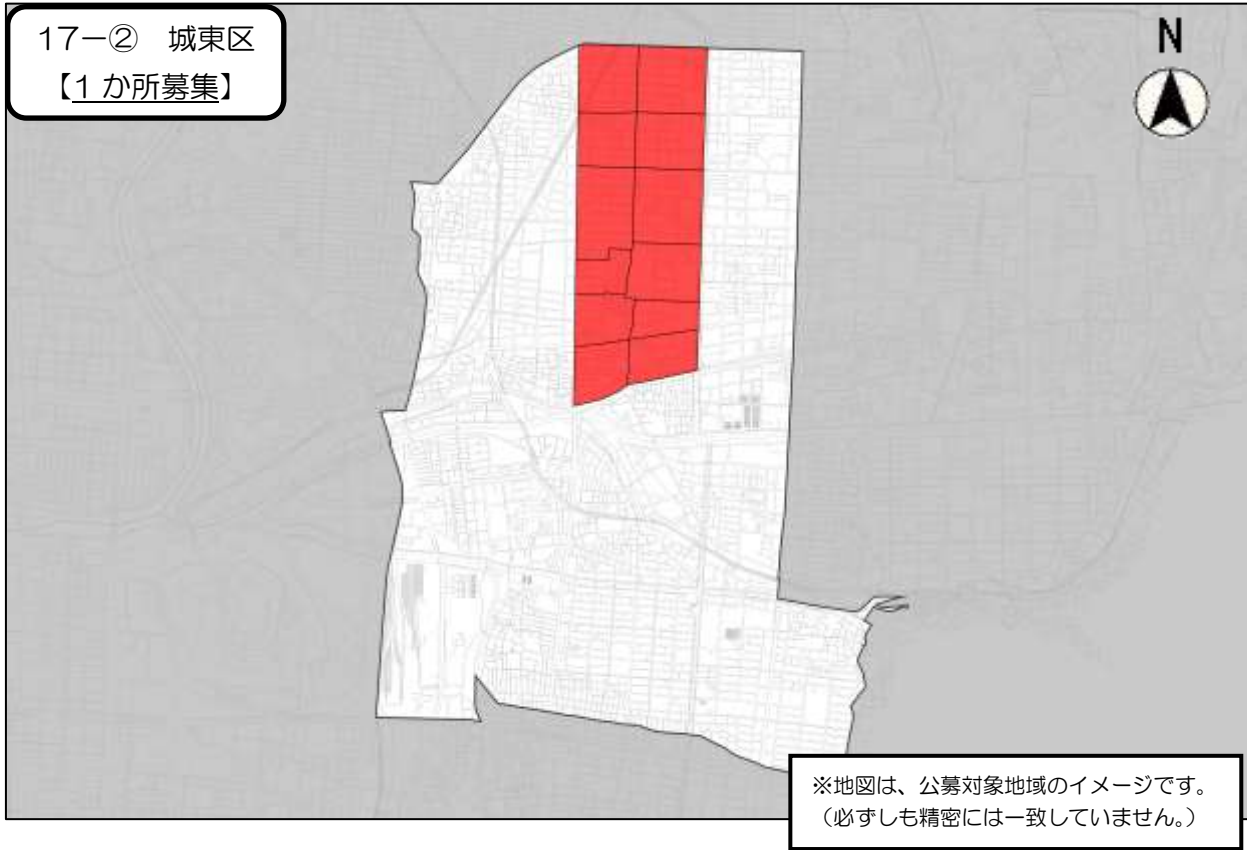 17－② 城東区
【1 か所募集】
N
※地図は、公募対象地域のイメージです。
（必ずしも精密には一致していません。）